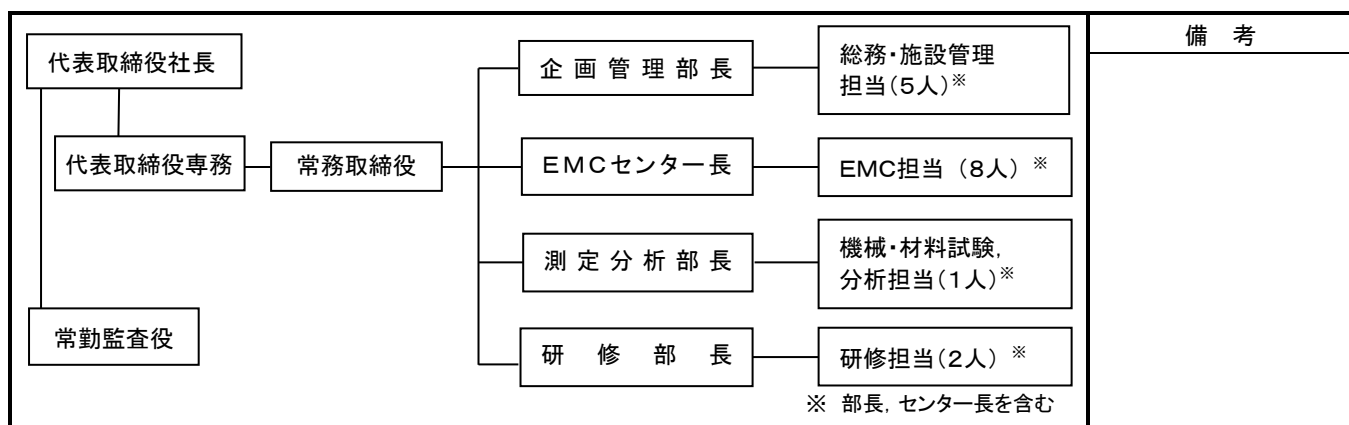 備 考
代表取締役社長
企画管理部長
総務・施設管理
担当(5人)※
代表取締役専務
常務取締役
EMCセンター長
EMC担当 (8人) ※
測定分析部長
機械・材料試験,
分析担当(1人)※
常勤監査役
研修部長
研修担当(2人) ※
※ 部長, センター長を含む